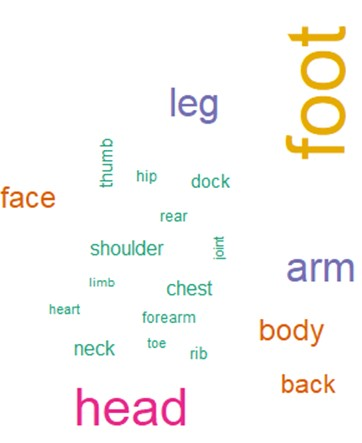 foot
leg
thumb
hip
dock
face
rear
shoulder
joint
arm
limb
chest
heart
forearm
body
neck
toe
rib
back
head